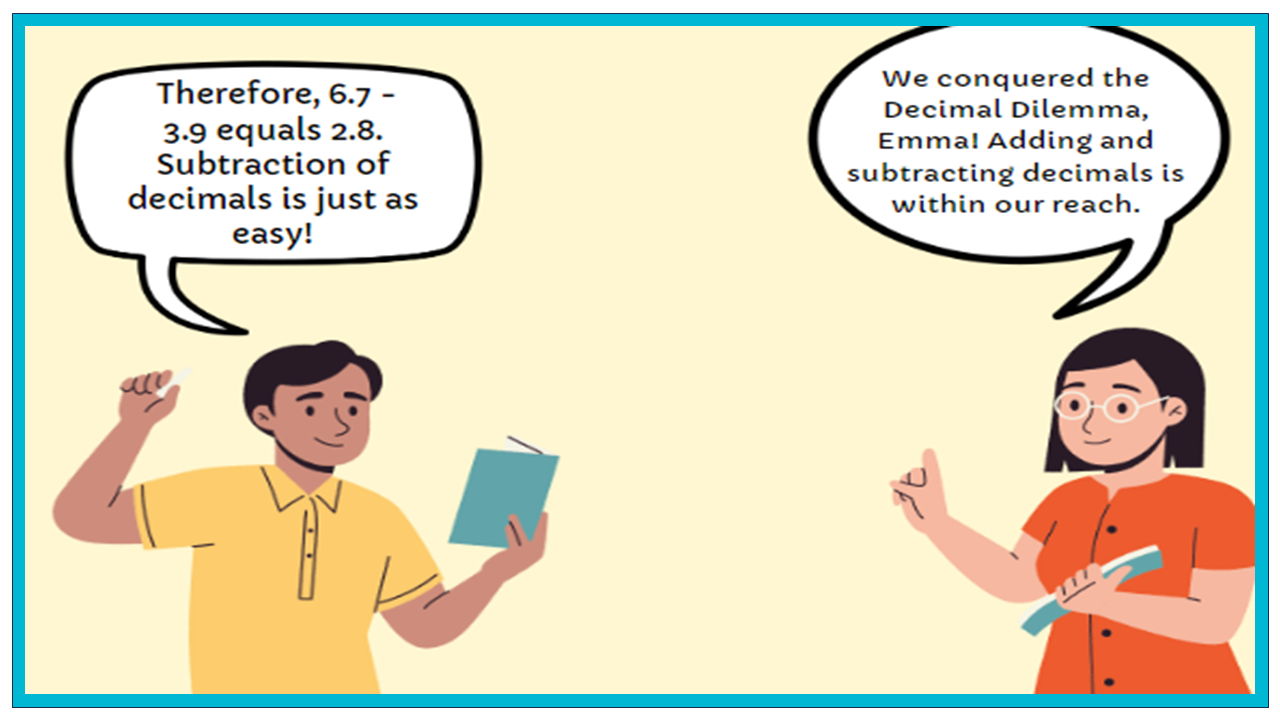 Therefore, 6.7 -
3.9 equals 2.8.
Subtraction of
decimals is just as
easy!
We conquered the
Decimal Dilemma,
Emma! Adding and
subtracting decimals is
within our reach.